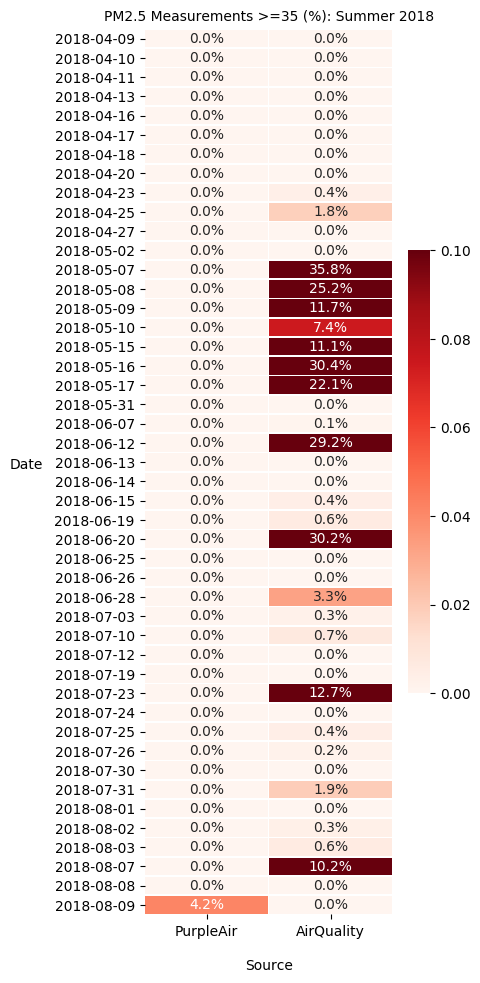 PM2.5 Measurements >=35 (%): Summer 2018
2018-04-09 0.0% 0.0%
2018-04-10 0.0% 0.0%
2018-04-11 0.0% 0.0%
2018-04-13 0.0% 0.0%
2018-04-16 0.0% 0.0%
2018-04-17 0.0% 0.0%
2018-04-18 0.0% 0.0%
2018-04-20 0.0% 0.0%
2018-04-23 0.0% 0.4%
2018-04-25 0.0% 1.8%
2018-04-27 0.0% 0.0%
2018-05-02 0.0% 0.0%
2018-05-07 0.0% 35.8%
2018-05-08 0.0% 25.2%
2018-05-09 0.0% 11.7%
2018-05-10 0.0% 7.4%
2018-05-15 0.0% 11.1%
2018-05-16 0.0% 30.4%
2018-05-17 0.0% 22.1%
2018-05-31 0.0% 0.0%
2018-06-07 0.0% 0.1%
2018-06-12 0.0% 29.2%
2018-06-13 0.0% 0.0%
2018-06-14 0.0% 0.0%
2018-06-15 0.0% 0.4%
2018-06-19 0.0% 0.6%
2018-06-20 0.0% 30.2%
2018-06-25 0.0% 0.0%
2018-06-26 0.0% 0.0%
2018-06-28 0.0% 3.3%
2018-07-03 0.0% 0.3%
2018-07-10 0.0% 0.7%
2018-07-12 0.0% 0.0%
2018-07-19 0.0% 0.0%
2018-07-23 0.0% 12.7%
2018-07-24 0.0% 0.0%
2018-07-25 0.0% 0.4%
2018-07-26 0.0% 0.2%
2018-07-30 0.0% 0.0%
2018-07-31 0.0% 1.9%
2018-08-01 0.0% 0.0%
2018-08-02 0.0% 0.3%
2018-08-03 0.0% 0.6%
2018-08-07 0.0% 10.2%
2018-08-08 0.0% 0.0%
2018-08-09 4.2% 0.0%
PurpleAir AirQuality
Source
Date
0.10
0.08
0.06
0.04
0.02
0.00